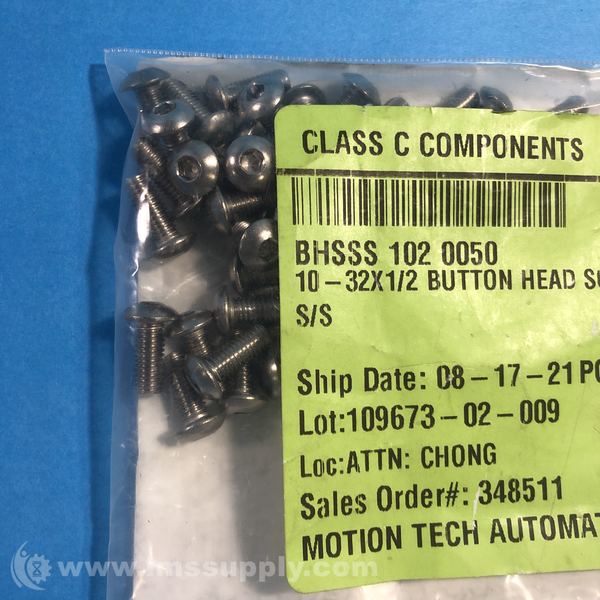 CLASS C COMPONENTS
BHSSS 102 0050
10-32X1/2 BUTTON HEAD
S/S
Ship Date: 08-17-21
Lot:109673-02-009
Loc:ATTN: CHONG
Sales Order#: 348511
MOTION TECH
www.imssupply.com